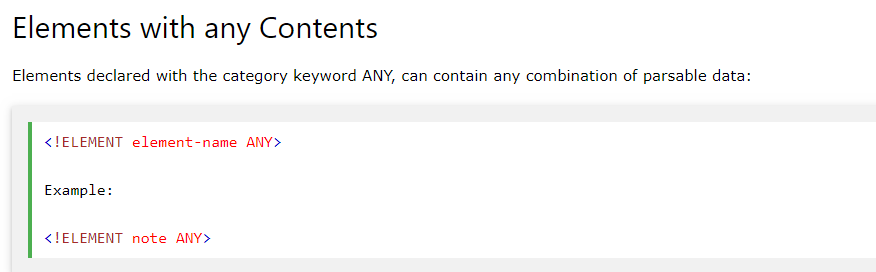 Elements with any Contents
Elements declared with the category keyword ANY, can contain any combination of parsable data:
<!ELEMENT element-name ANY>
Example:
<!ELEMENT note ANY>